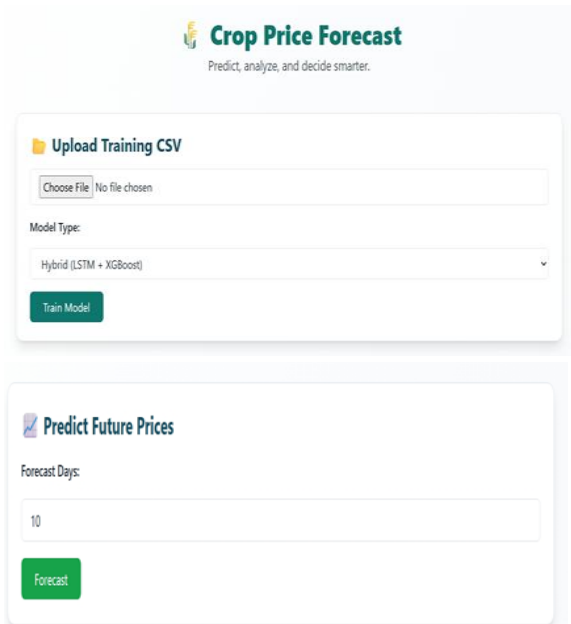 Crop Price Forecast
Predict, analyze, and decide smarter.
Upload Training CSV
Choose File No file chosen
Model Type:
Hybrid (LSTM + XGBoost)
Train Model
Predict Future Prices
Forecast Days:
10
Forecast